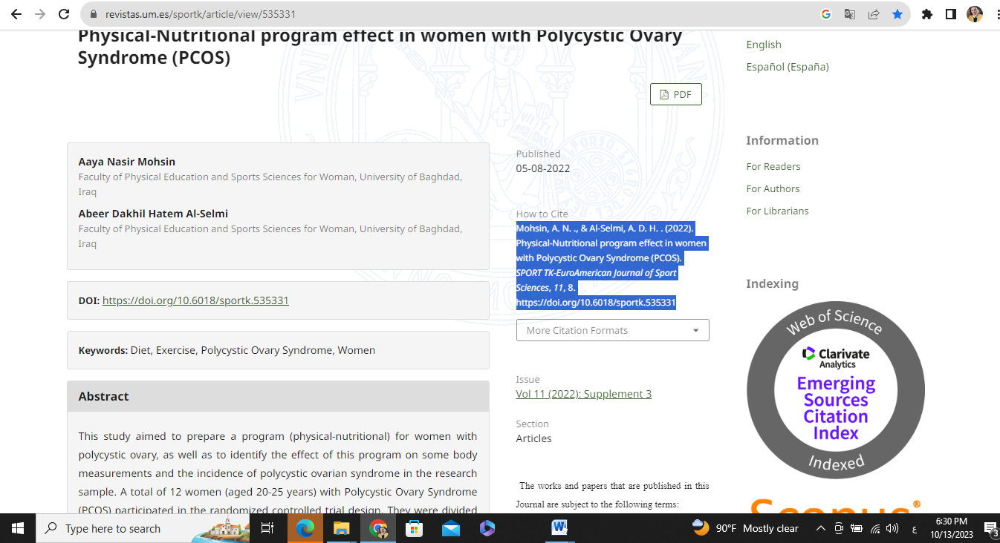 revistas.um.es/sportk/article/view/535331
Physical-Nutritional program effect in women with Polycystic Ovary
Syndrome (PCOS)
PDF
Aaya Nasir Mohsin
Faculty of Physical Education and Sports Sciences for Woman, University of Baghdad,
Iraq
Abeer Dakhil Hatem Al-Selmi
Faculty of Physical Education and Sports Sciences for Woman, University of Baghdad,
Iraq
DOI: https://doi.org/10.6018/sportk.535331
Keywords: Diet, Exercise, Polycystic Ovary Syndrome, Women
Abstract
This study aimed to prepare a program (physical-nutritional) for women with
polycystic ovary, as well as to identify the effect of this program on some body
measurements and the incidence of polycystic ovarian syndrome in the research
sample. A total of 12 women (aged 20-25 years) with Polycystic Ovary Syndrome
(PCOS) participated in the randomized controlled trial design. They were divided
Published
05-08-2022
How to Cite
Mohsin, A. N. ., & Al-Selmi, A. D. H. . (2022).
Physical-Nutritional program effect in women
with Polycystic Ovary Syndrome (PCOS).
SPORT TK-EuroAmerican Journal of Sport
Sciences, 11, 8.
https://doi.org/10.6018/sportk.535331
More Citation Formats
Issue
Vol 11 (2022): Supplement 3
Section
Articles
The works and papers that are published in this
Journal are subject to the following terms:
English
Español (España)
Information
For Readers
For Authors
For Librarians
Indexing
Web of Science
Clarivate
Analytics
Emerging
Sources
Citation
Index
Indexed
Scopus®
Type here to search
90°F Mostly clear
ع
6:30 PM
10/13/2023
3